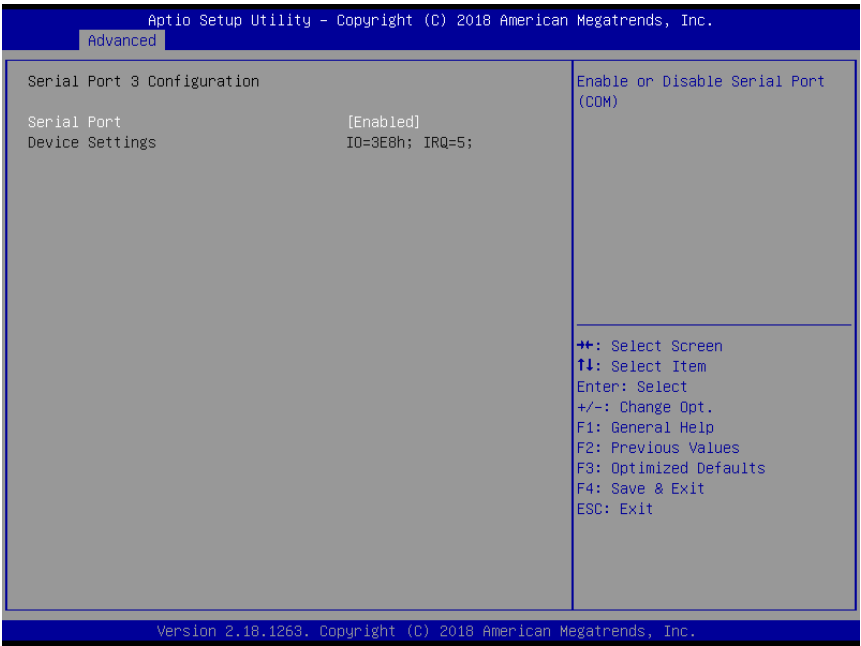 Aptio Setup Utility – Copyright (C) 2018 American Megatrends, Inc.
Advanced
Serial Port 3 Configuration
Serial Port [Enabled]
Device Settings IO=3E8h; IRQ=5;
Enable or Disable Serial Port
(COM)
→←: Select Screen
↑↓: Select Item
Enter: Select
+/-: Change Opt.
F1: General Help
F2: Previous Values
F3: Optimized Defaults
F4: Save & Exit
ESC: Exit
Version 2.18.1263. Copyright (C) 2018 American Megatrends, Inc.